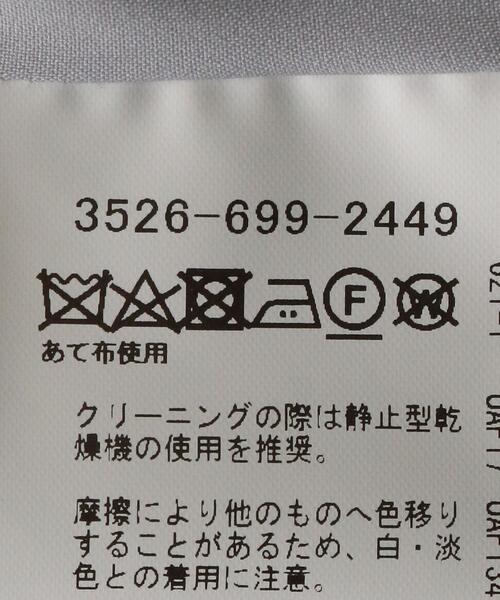 3526-699-2449
F
W
あて布使用
クリーニングの際は静止型乾
燥機の使用を推奨。
摩擦により他のものへ色移り
することがあるため、白・淡
色との着用に注意。